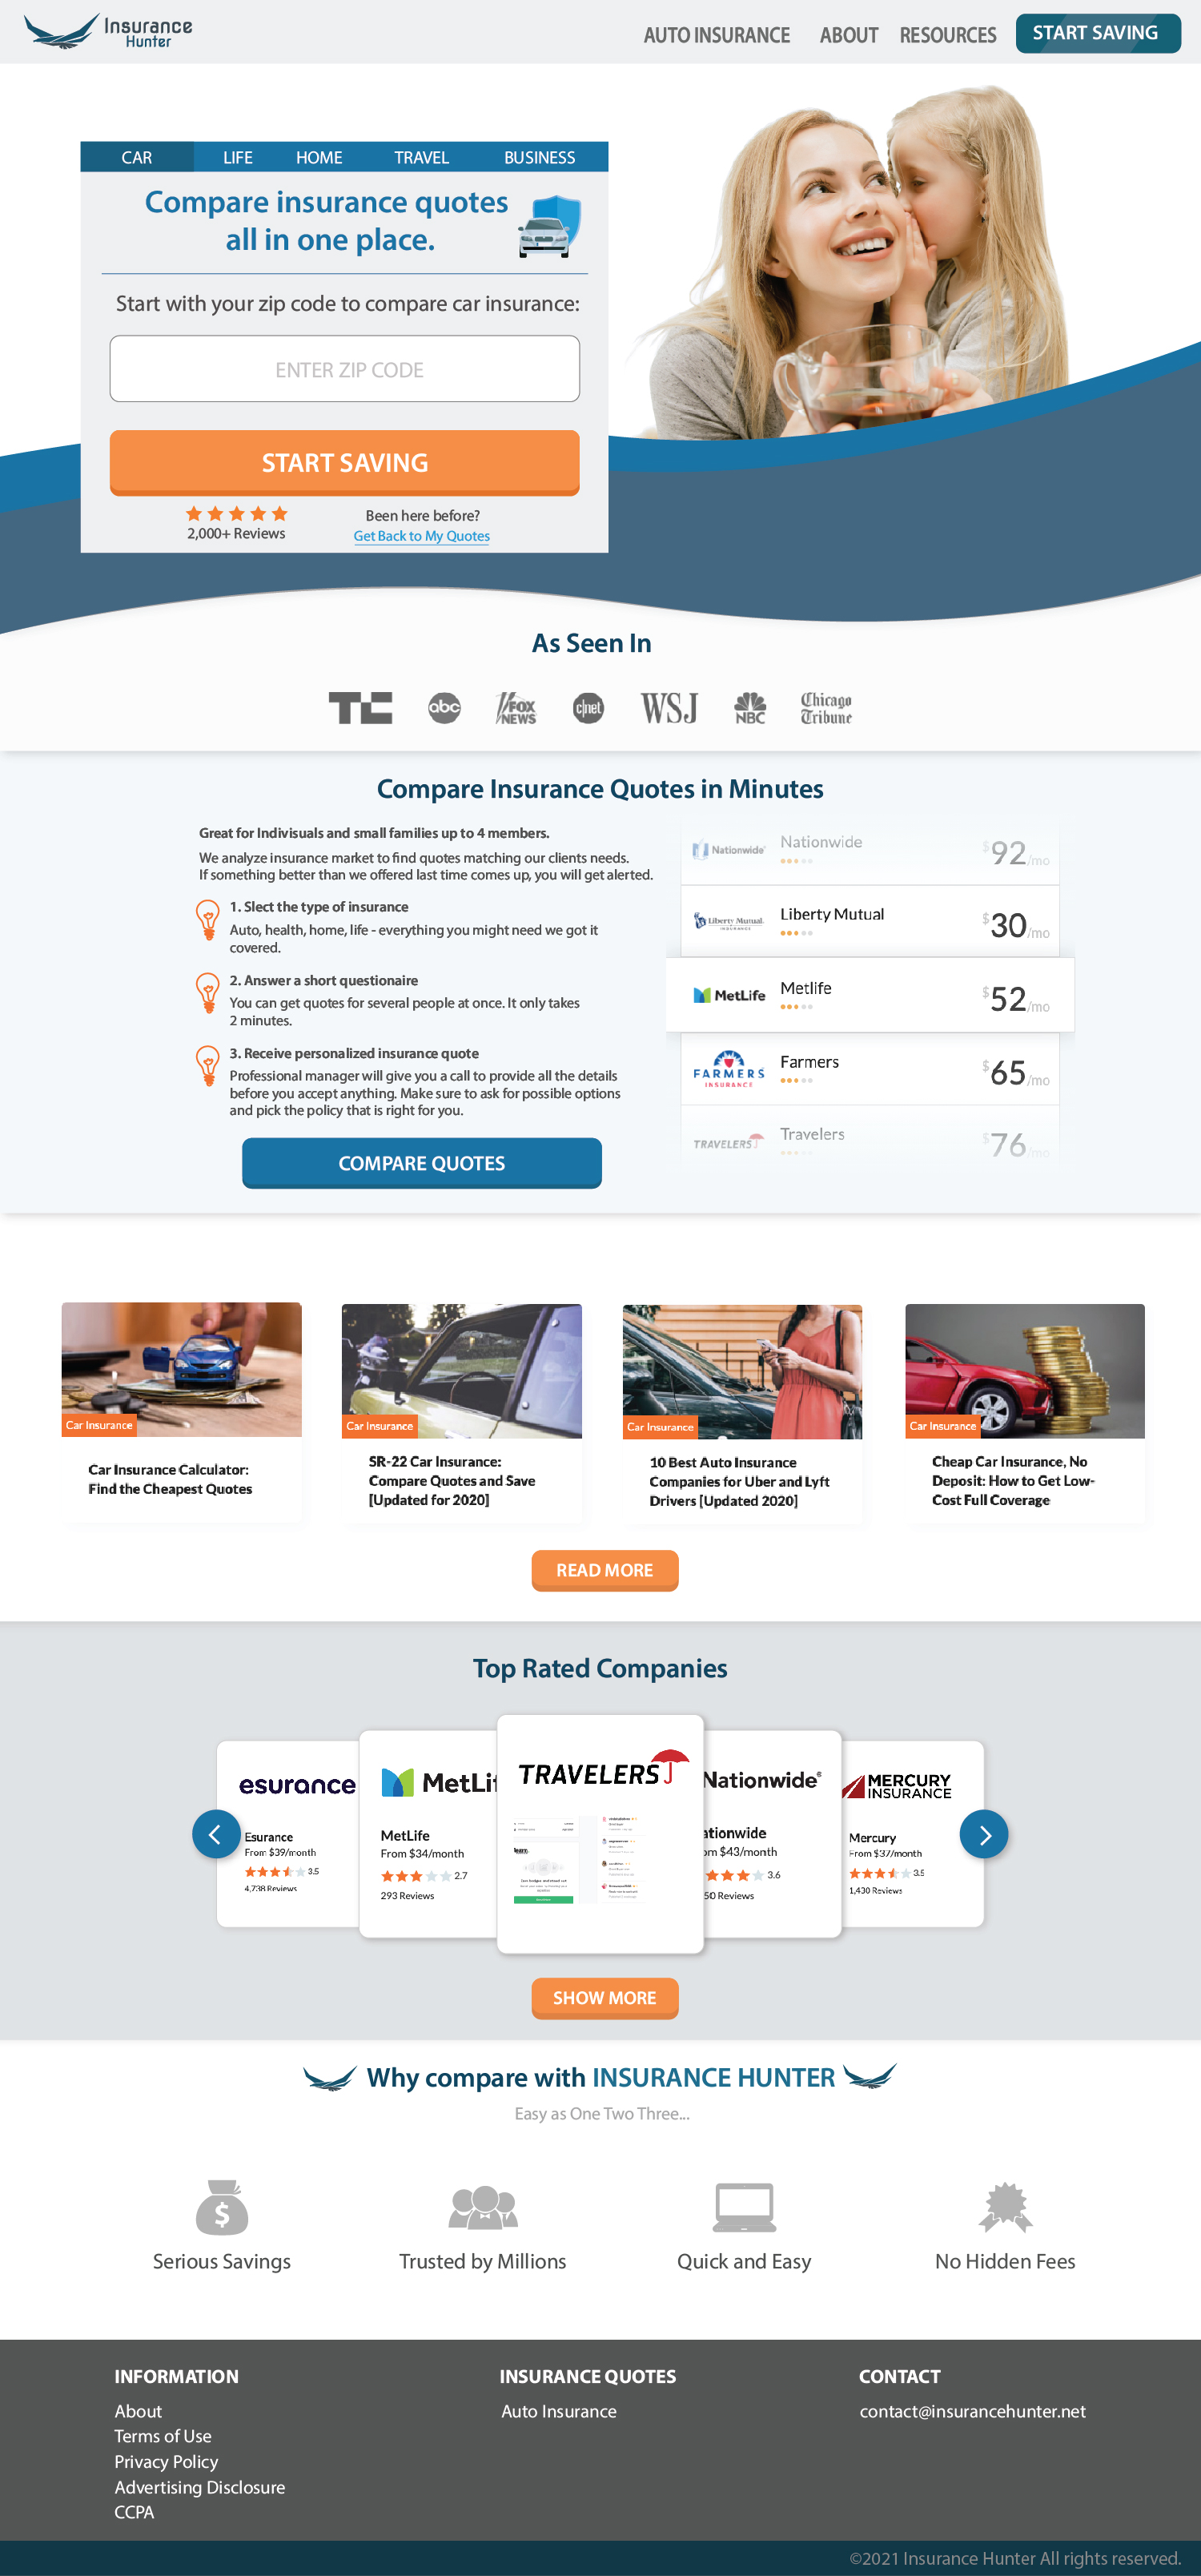 Insurance
Hunter
AUTO INSURANCE ABOUT RESOURCES START SAVING
CAR LIFE HOME TRAVEL BUSINESS
Compare insurance quotes
all in one place.
Start with your zip code to compare car insurance:
ENTER ZIP CODE
START SAVING
2,000+ Reviews
Been here before?
Get Back to My Quotes
As Seen In
TC abc FOX NEWS c|net WSJ NBC Chicago Tribune
Compare Insurance Quotes in Minutes
Great for Indivisuals and small families up to 4 members.
We analyze insurance market to find quotes matching our clients needs.
If something better than we offered last time comes up, you will get alerted.
1. Slect the type of insurance
Auto, health, home, life - everything you might need we got it
covered.
2. Answer a short questionaire
You can get quotes for several people at once. It only takes
2 minutes.
3. Receive personalized insurance quote
Professional manager will give you a call to provide all the details
before you accept anything. Make sure to ask for possible options
and pick the policy that is right for you.
COMPARE QUOTES
Nationwide Nationwide $92/mo
Liberty Mutual INSURANCE Liberty Mutual $30/mo
MetLife Metlife $52/mo
FARMERS INSURANCE Farmers $65/mo
TRAVELERS Travelers $76/mo
Car Insurance
Car Insurance Calculator:
Find the Cheapest Quotes
Car Insurance
SR-22 Car Insurance:
Compare Quotes and Save
[Updated for 2020]
Car Insurance
10 Best Auto Insurance
Companies for Uber and Lyft
Drivers [Updated 2020]
Car Insurance
Cheap Car Insurance, No
Deposit: How to Get Low-
Cost Full Coverage
READ MORE
Top Rated Companies
esurance
Esurance
From $39/month
3.5
4,738 Reviews
MetLif
MetLife
From $34/month
2.7
293 Reviews
TRAVELERS
Nationwide®
ationwide
om $43/month
3.6
50 Reviews
MERCURY
INSURANCE
Mercury
From $37/month
3.5
1,430 Reviews
SHOW MORE
Why compare with INSURANCE HUNTER
Easy as One Two Three...
$
Serious Savings
Trusted by Millions
Quick and Easy
No Hidden Fees
INFORMATION
About
Terms of Use
Privacy Policy
Advertising Disclosure
CCPA
INSURANCE QUOTES
Auto Insurance
CONTACT
contact@insurancehunter.net
©2021 Insurance Hunter All rights reserved.